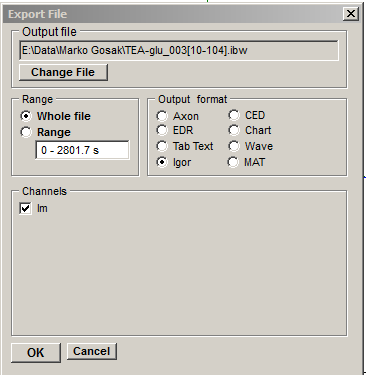 Export File
Output file
E:\Data\Marko Gosak\TEA-glu_003[10-104].ibw
Change File
Range
Whole file
Range
0 - 2801.7 s
Output format
Axon
CED
EDR
Chart
Tab Text
Wave
Igor
MAT
Channels
Im
OK
Cancel